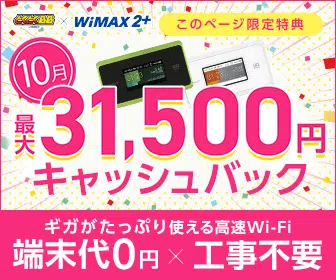 × WiMAX 2+
このページ限定特典
10月
最大31,500円
キャッシュバック
ギガがたっぷり使える高速Wi-Fi
端末代0円×工事不要